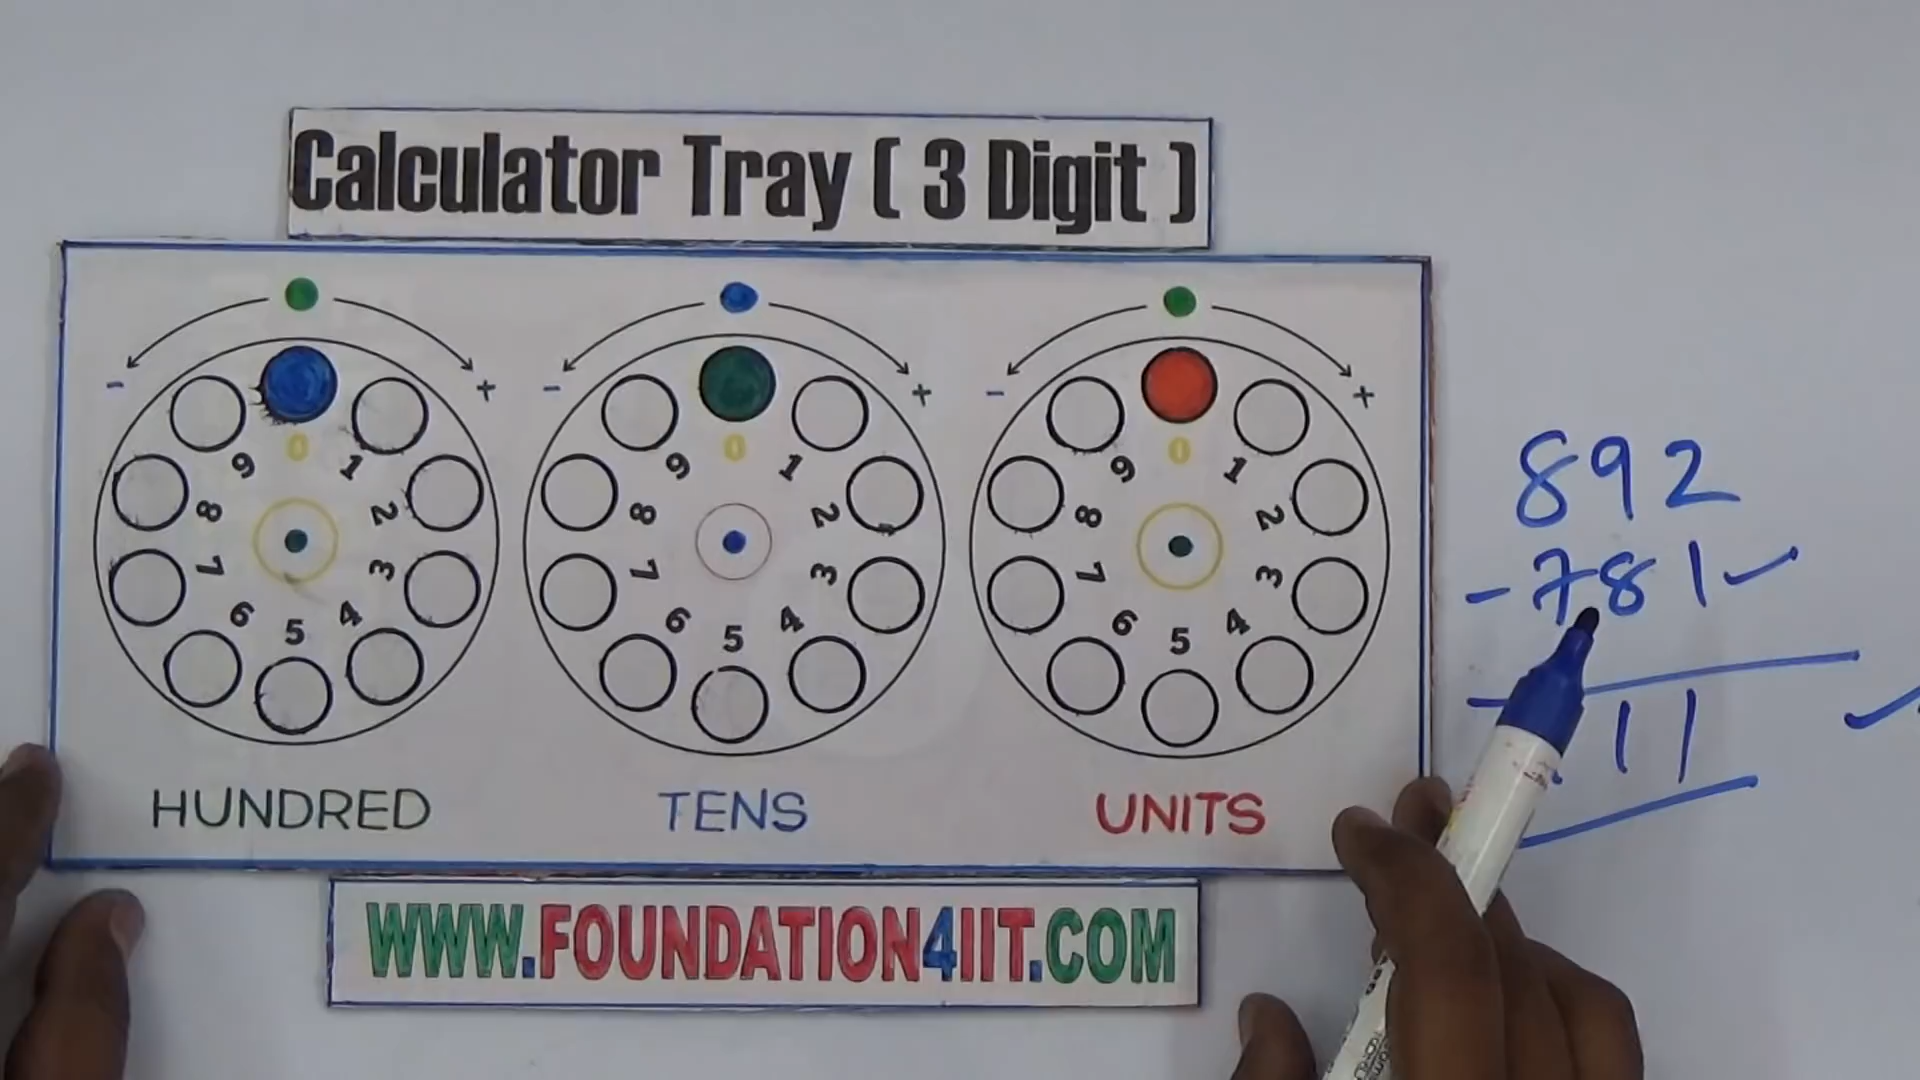 Calculator Tray ( 3 Digit )
- + - + - +
0 1 2 3 4 5 6 7 8 9
0 1 2 3 4 5 6 7 8 9
0 1 2 3 4 5 6 7 8 9
HUNDRED TENS UNITS
WWW.FOUNDATION4IIT.COM
892
-781
11